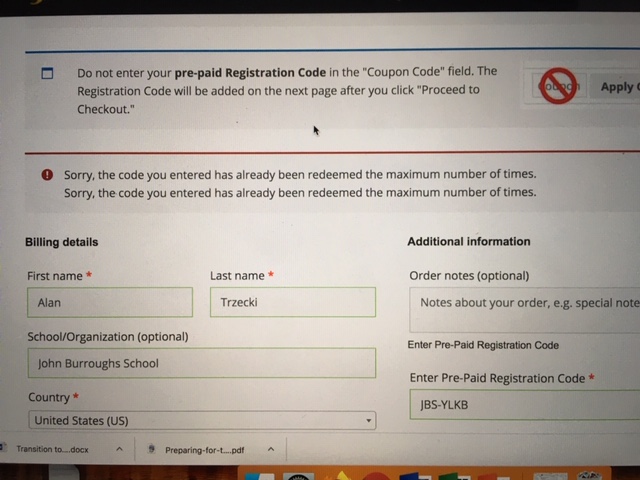 Do not enter your pre-paid Registration Code in the "Coupon Code" field. The
Registration Code will be added on the next page after you click "Proceed to
Checkout."
Apply
Sorry, the code you entered has already been redeemed the maximum number of times.
Sorry, the code you entered has already been redeemed the maximum number of times.
Billing details
Additional information
First name *
Last name *
Order notes (optional)
Alan
Trzecki
Notes about your order, e.g. special note
School/Organization (optional)
Enter Pre-Paid Registration Code
John Burroughs School
Enter Pre-Paid Registration Code *
Country *
JBS-YLKB
United States (US)
Transition to....docx
Preparing-for-t....pdf